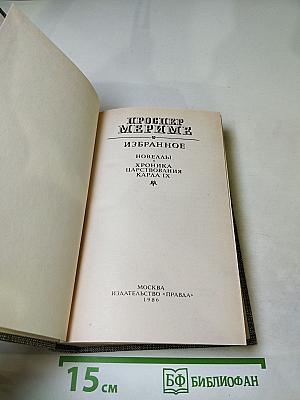 ПРОСПЕР
МЕРИМЕ
ИЗБРАННОЕ
НОВЕЛЛЫ
ХРОНИКА
ЦАРСТВОВАНИЯ
КАРЛА IX
МОСКВА
ИЗДАТЕЛЬСТВО «ПРАВДА»
1986
15 см
БФ БИБЛИОФАН